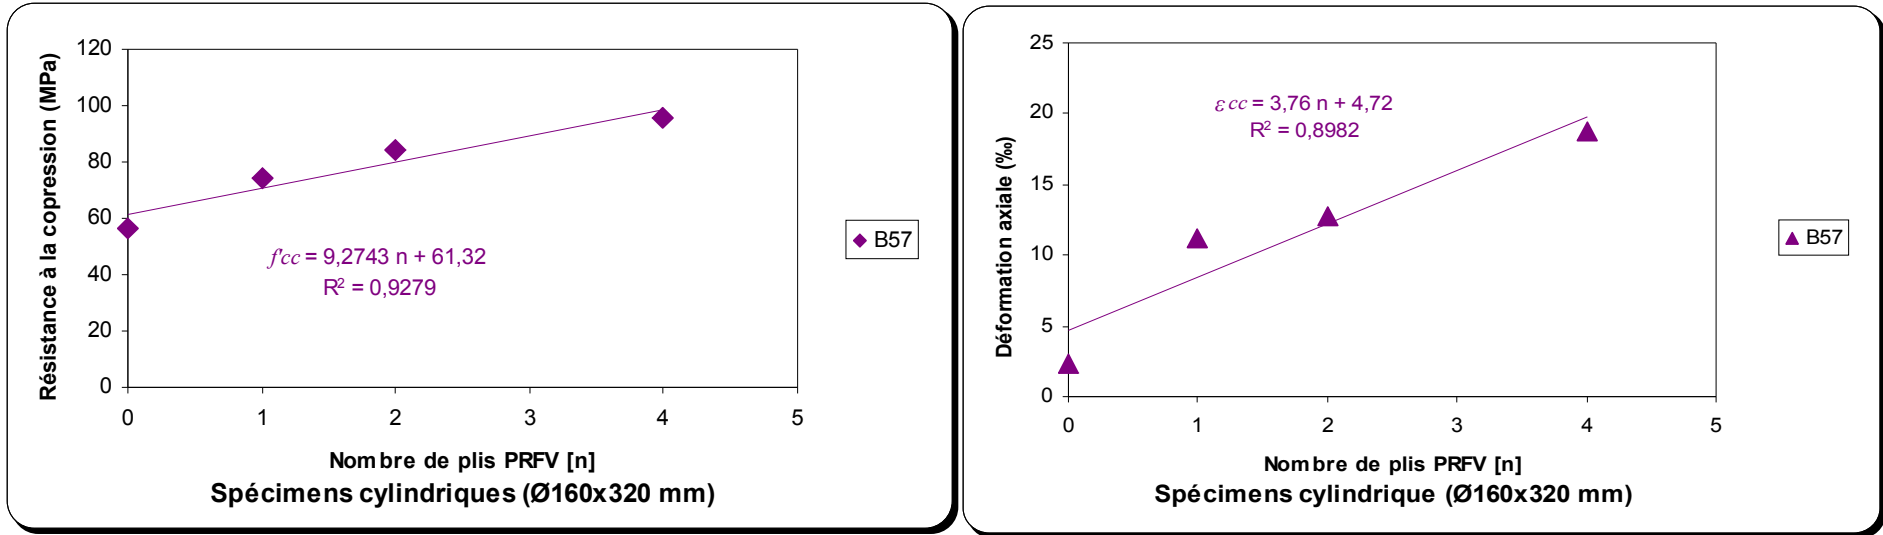 Résistance à la copression (MPa)
120
100
80
60
40
20
0
f'cc = 9,2743 n + 61,32
R² = 0,9279
0 1 2 3 4 5
Nombre de plis PRFV [n]
Spécimens cylindriques (Ø160x320 mm)
B57
Déformation axiale (‰)
25
20
15
10
5
0
ε cc = 3,76 n + 4,72
R² = 0,8982
0 1 2 3 4 5
Nombre de plis PRFV [n]
Spécimens cylindrique (Ø160x320 mm)
B57